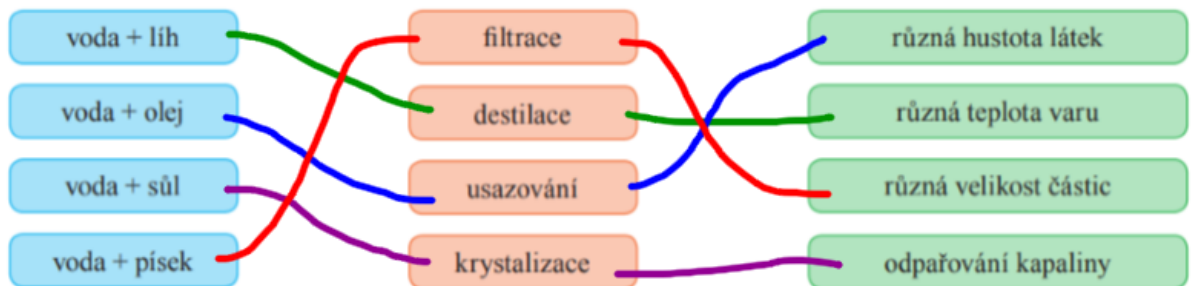 voda + líh filtrace různá hustota látek
voda + olej destilace různá teplota varu
voda + sůl usazování různá velikost částic
voda + písek krystalizace odpařování kapaliny